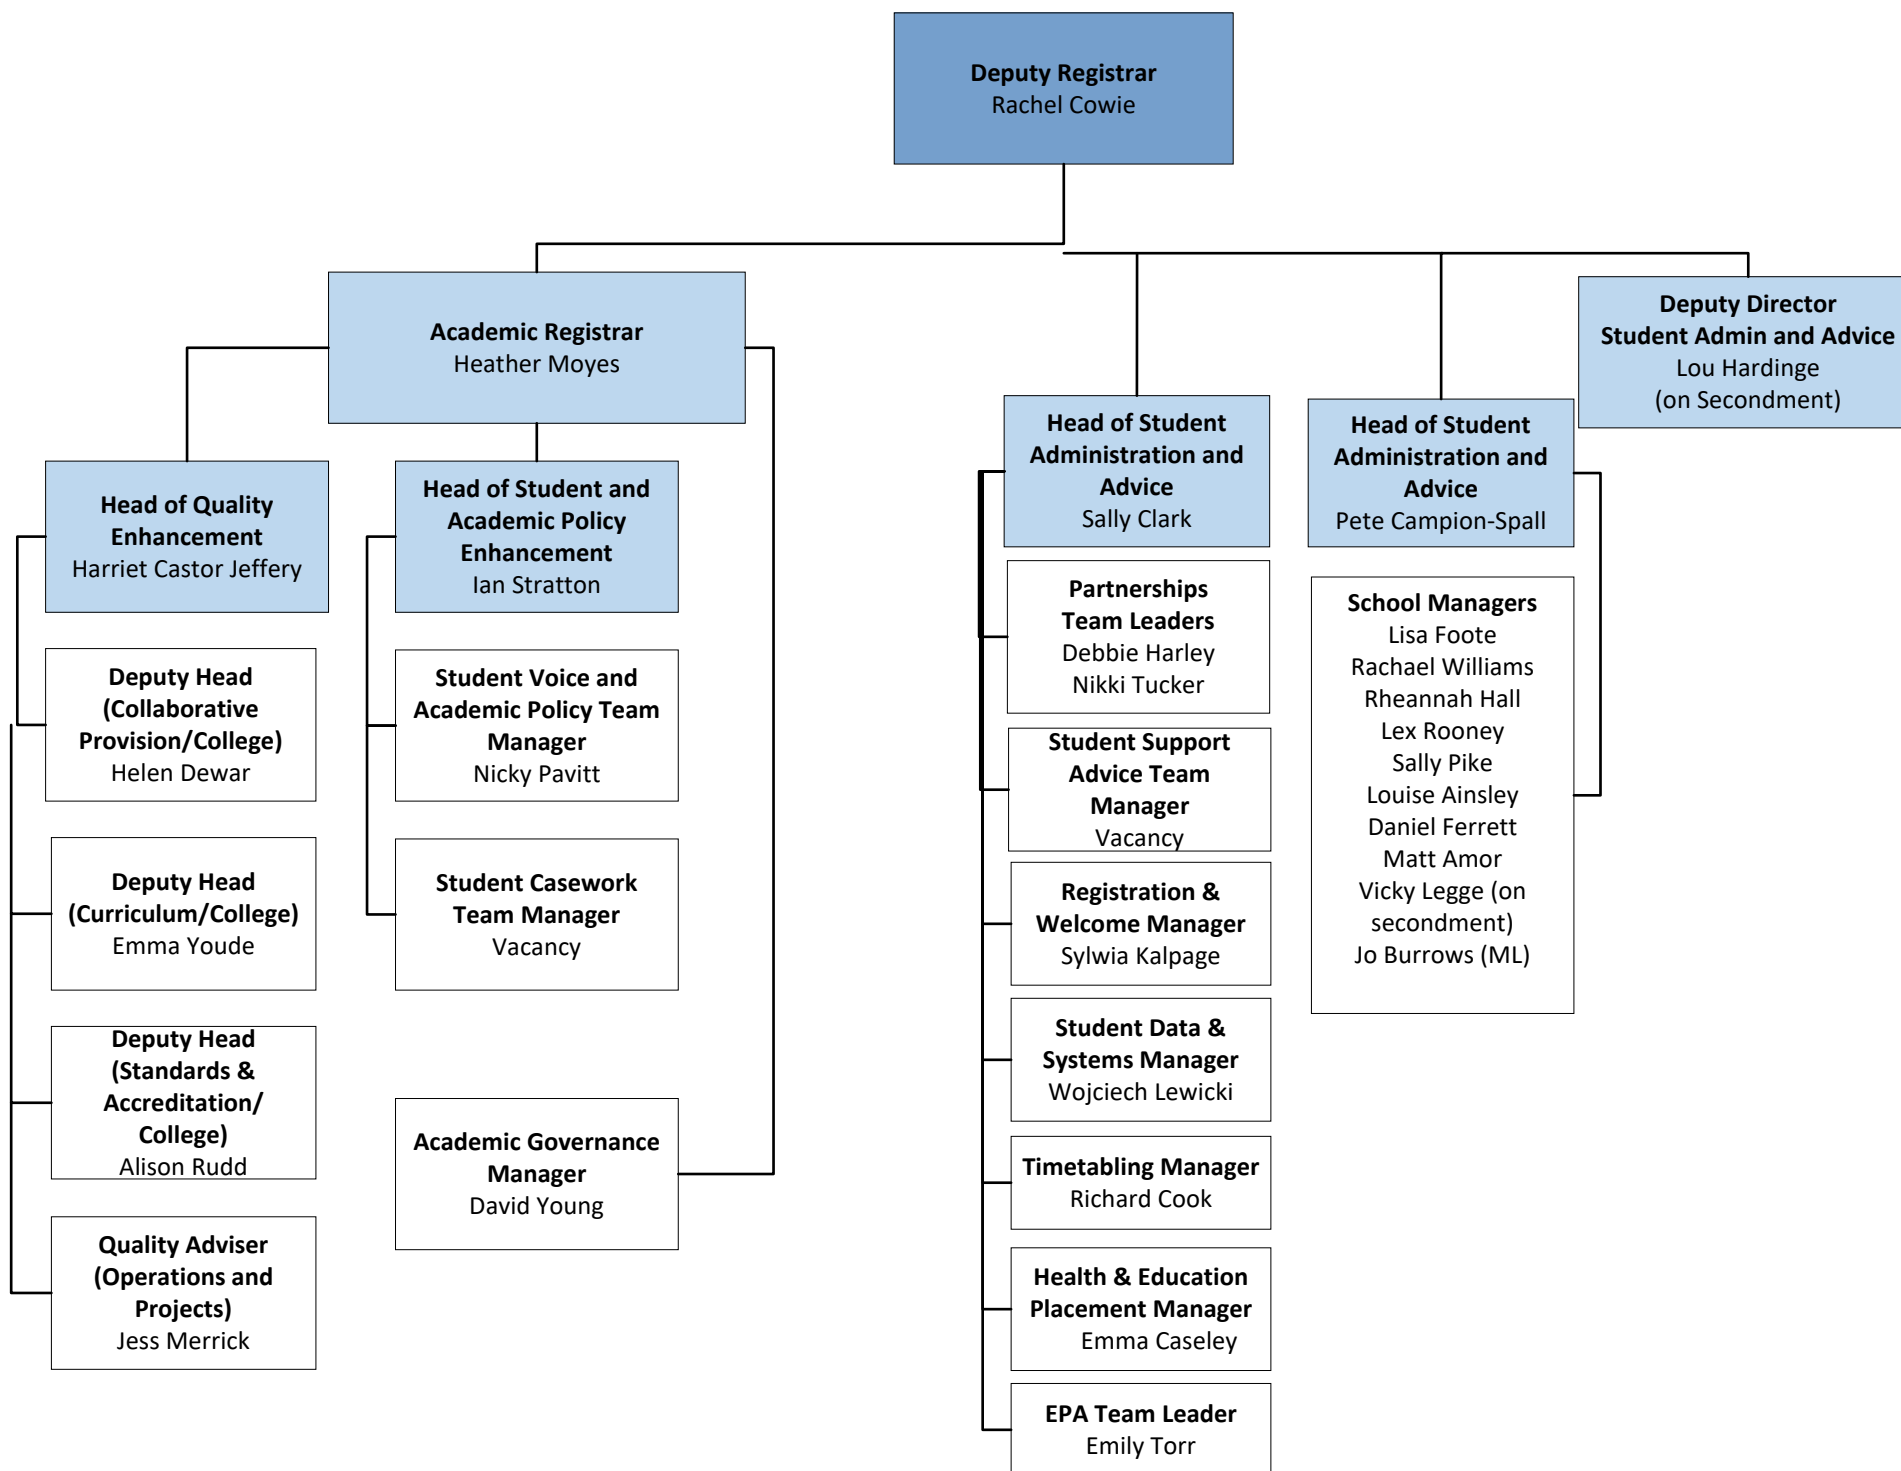 Deputy Registrar
Rachel Cowie
Academic Registrar
Heather Moyes
Deputy Director
Student Admin and Advice
Lou Hardinge
(on Secondment)
Head of Quality
Enhancement
Harriet Castor Jeffery
Head of Student and
Academic Policy
Enhancement
Ian Stratton
Head of Student
Administration and
Advice
Sally Clark
Head of Student
Administration and
Advice
Pete Campion-Spall
Deputy Head
(Collaborative
Provision/College)
Helen Dewar
Deputy Head
(Curriculum/College)
Emma Youde
Deputy Head
(Standards &
Accreditation/
College)
Alison Rudd
Quality Adviser
(Operations and
Projects)
Jess Merrick
Student Voice and
Academic Policy Team
Manager
Nicky Pavitt
Student Casework
Team Manager
Vacancy
Academic Governance
Manager
David Young
Partnerships
Team Leaders
Debbie Harley
Nikki Tucker
Student Support
Advice Team
Manager
Vacancy
Registration &
Welcome Manager
Sylwia Kalpage
Student Data &
Systems Manager
Wojciech Lewicki
Timetabling Manager
Richard Cook
Health & Education
Placement Manager
Emma Caseley
EPA Team Leader
Emily Torr
School Managers
Lisa Foote
Rachael Williams
Rheannah Hall
Lex Rooney
Sally Pike
Louise Ainsley
Daniel Ferrett
Matt Amor
Vicky Legge (on
secondment)
Jo Burrows (ML)